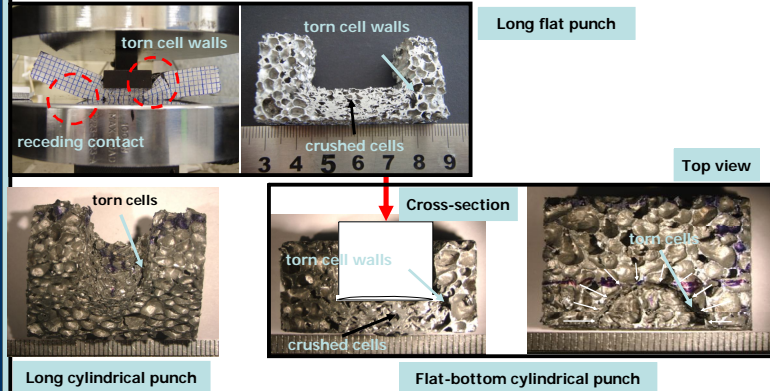 torn cell walls
torn cell walls
Long flat punch
receding contact
crushed cells
3 4 5 6 7 8 9
Top view
torn cells
Cross-section
torn cells
torn cell walls
crushed cells
Long cylindrical punch
Flat-bottom cylindrical punch